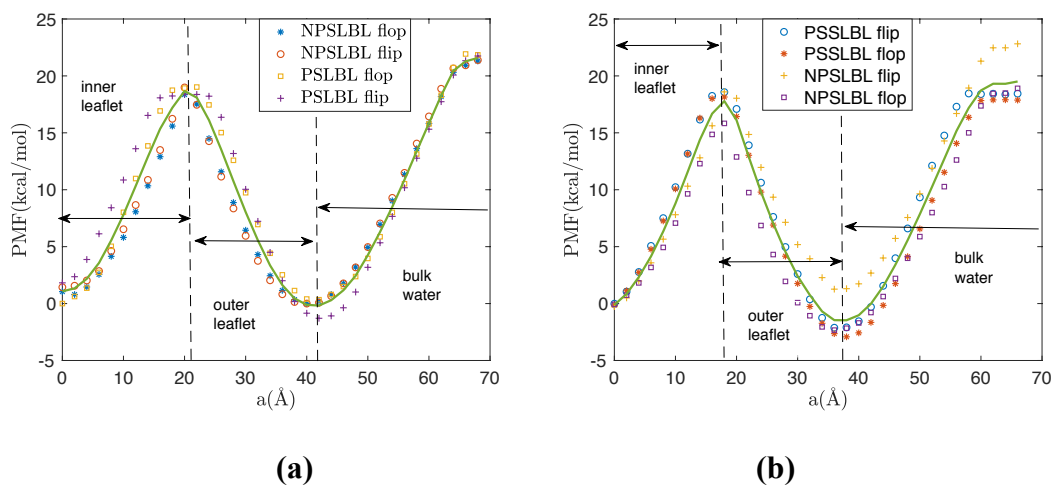 25
20
15
10
5
0
-5
PMF(kcal/mol)
0 10 20 30 40 50 60 70
a(Å)
NPSLBL flop
NPSLBL flip
PSLBL flop
PSLBL flip
inner
leaflet
outer
leaflet
bulk
water
(a)
25
20
15
10
5
0
-5
PMF(kcal/mol)
0 10 20 30 40 50 60 70
a(Å)
PSSLBL flip
PSSLBL flop
NPSLBL flip
NPSLBL flop
inner
leaflet
outer
leaflet
bulk
water
(b)